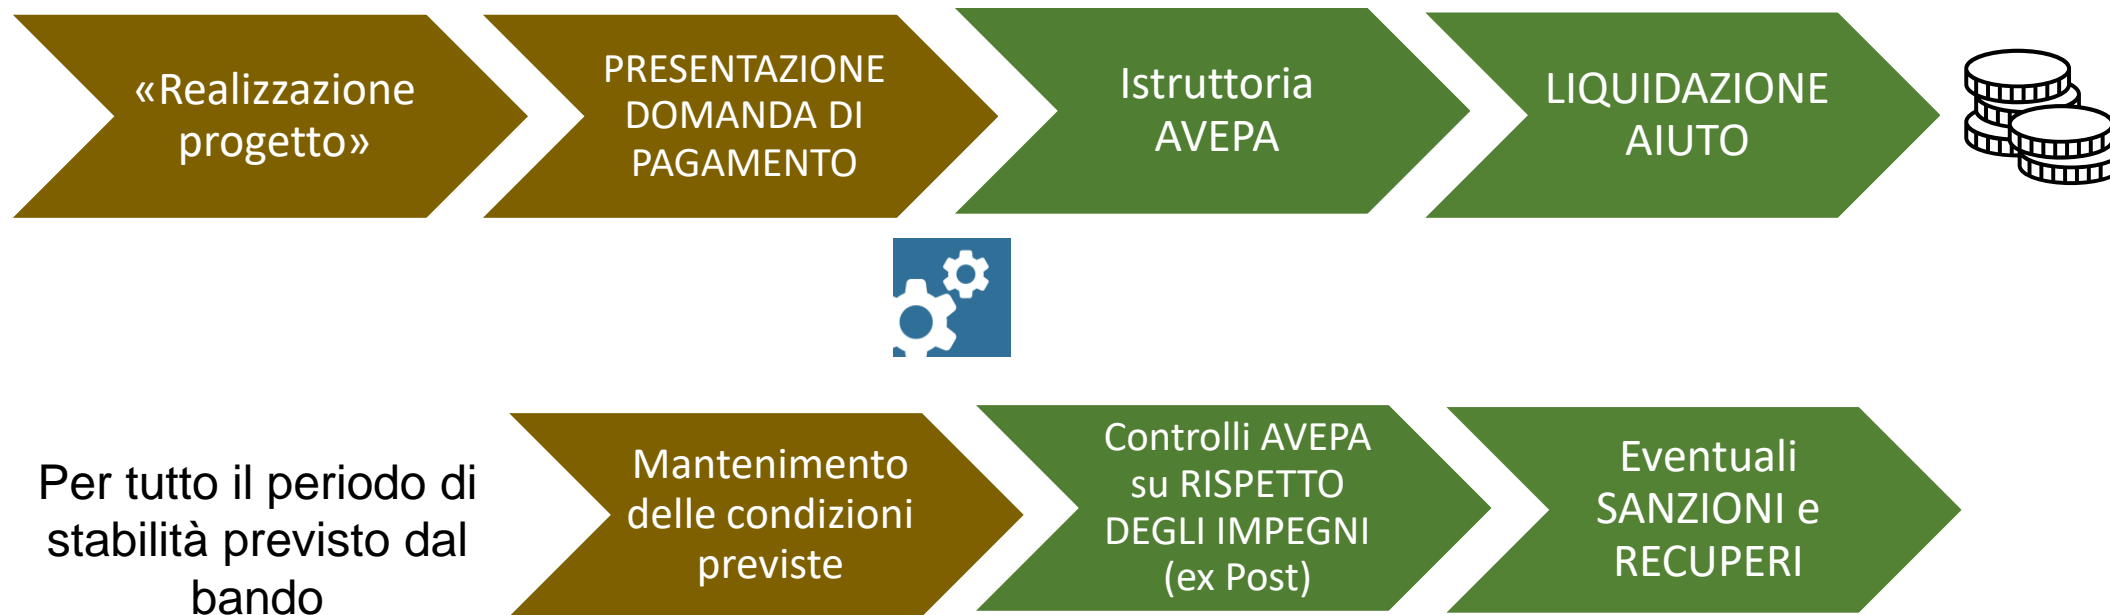 «Realizzazione
progetto»
PRESENTAZIONE
DOMANDA DI
PAGAMENTO
Istruttoria
AVEPA
LIQUIDAZIONE
AIUTO
Per tutto il periodo di
stabilità previsto dal
bando
Mantenimento
delle condizioni
previste
Controlli AVEPA
su RISPETTO
DEGLI IMPEGNI
(ex Post)
Eventuali
SANZIONI e
RECUPERI